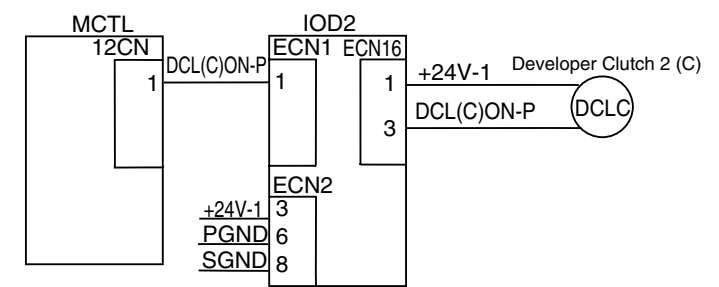 MCTL
IOD2
12CN
ECN1
ECN16
Developer Clutch 2 (C)
DCL(C)ON-P
+24V-1
1
1
1
DCL(C)ON-P
DCLC
3
ECN2
+24V-1
3
PGND
6
SGND
8